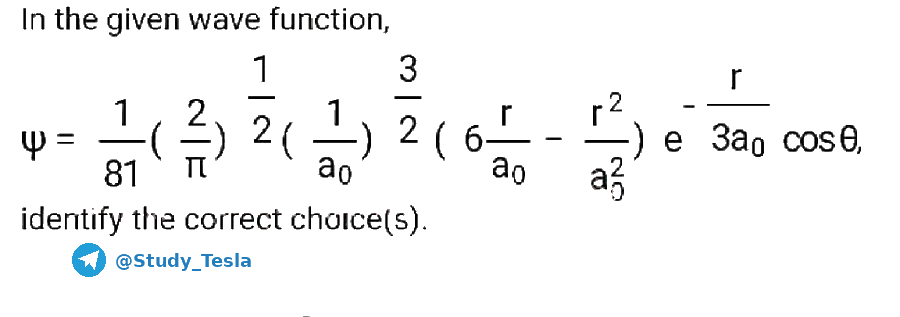 In the given wave function,
ψ = 1/81 ( 2/π )^1/2 ( 1/a₀ )^3/2 ( 6 r/a₀ − r²/a₀² ) e^− r/3a₀ cosθ,
identify the correct choice(s).
@Study_Tesla